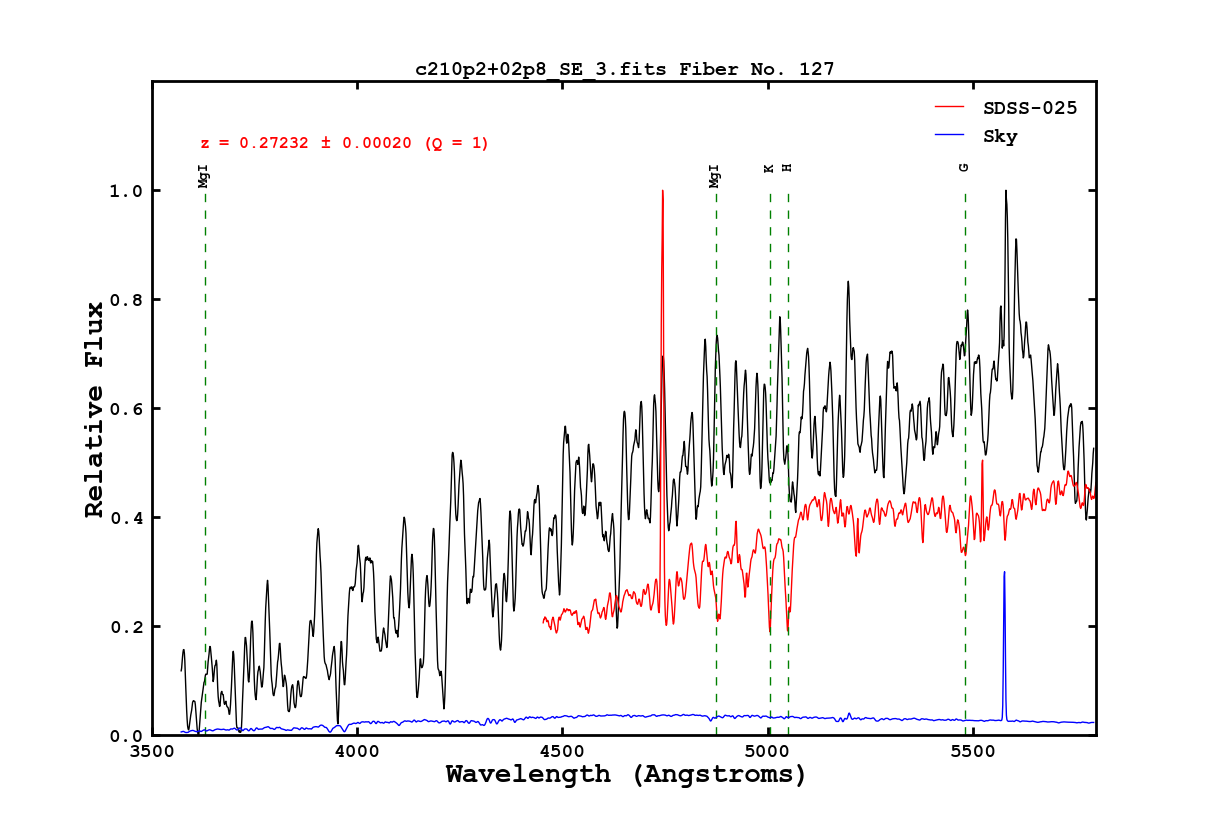 c210p2+02p8_SE_3.fits Fiber No. 127
SDSS-025
Sky
z = 0.27232 ± 0.00020 (Q = 1)
MgI
MgI
K
H
G
1.0
0.8
0.6
0.4
0.2
0.0
Relative Flux
3500
4000
4500
5000
5500
Wavelength (Angstroms)